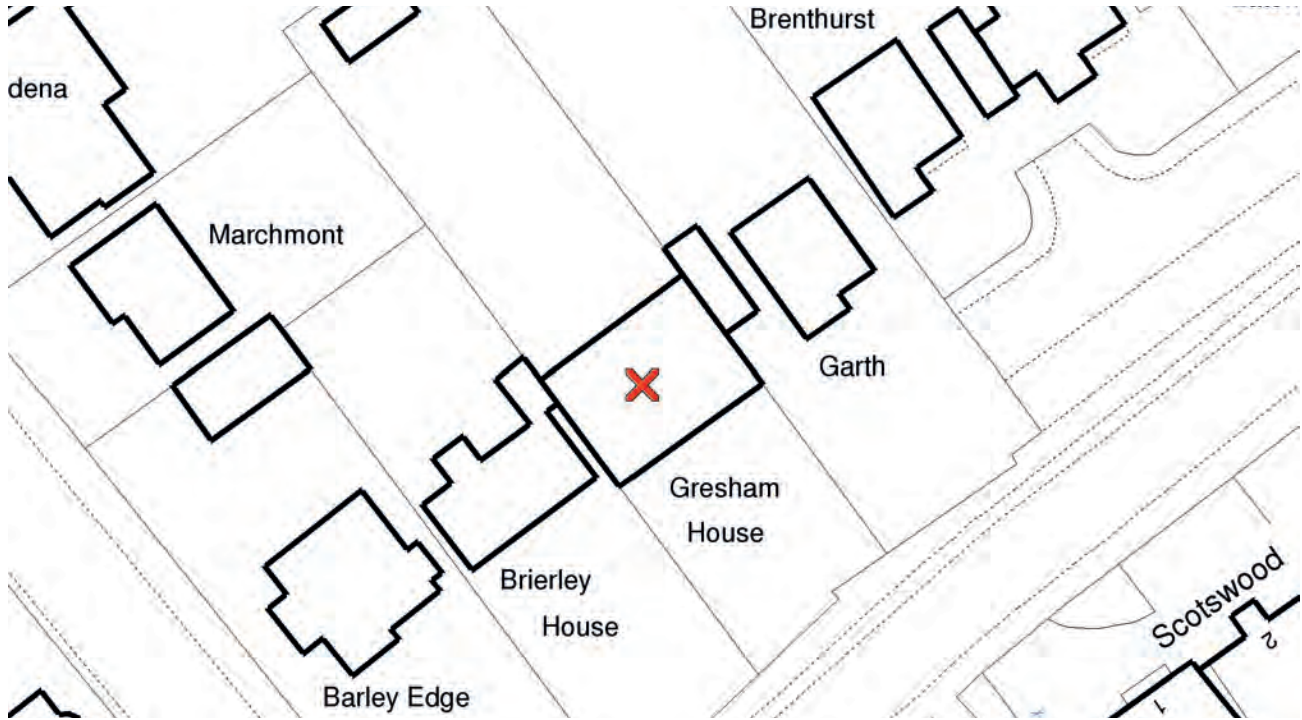 Brenthurst
dena
Marchmont
Garth
Gresham
House
Brierley
House
Barley Edge
Scotswood
2
1